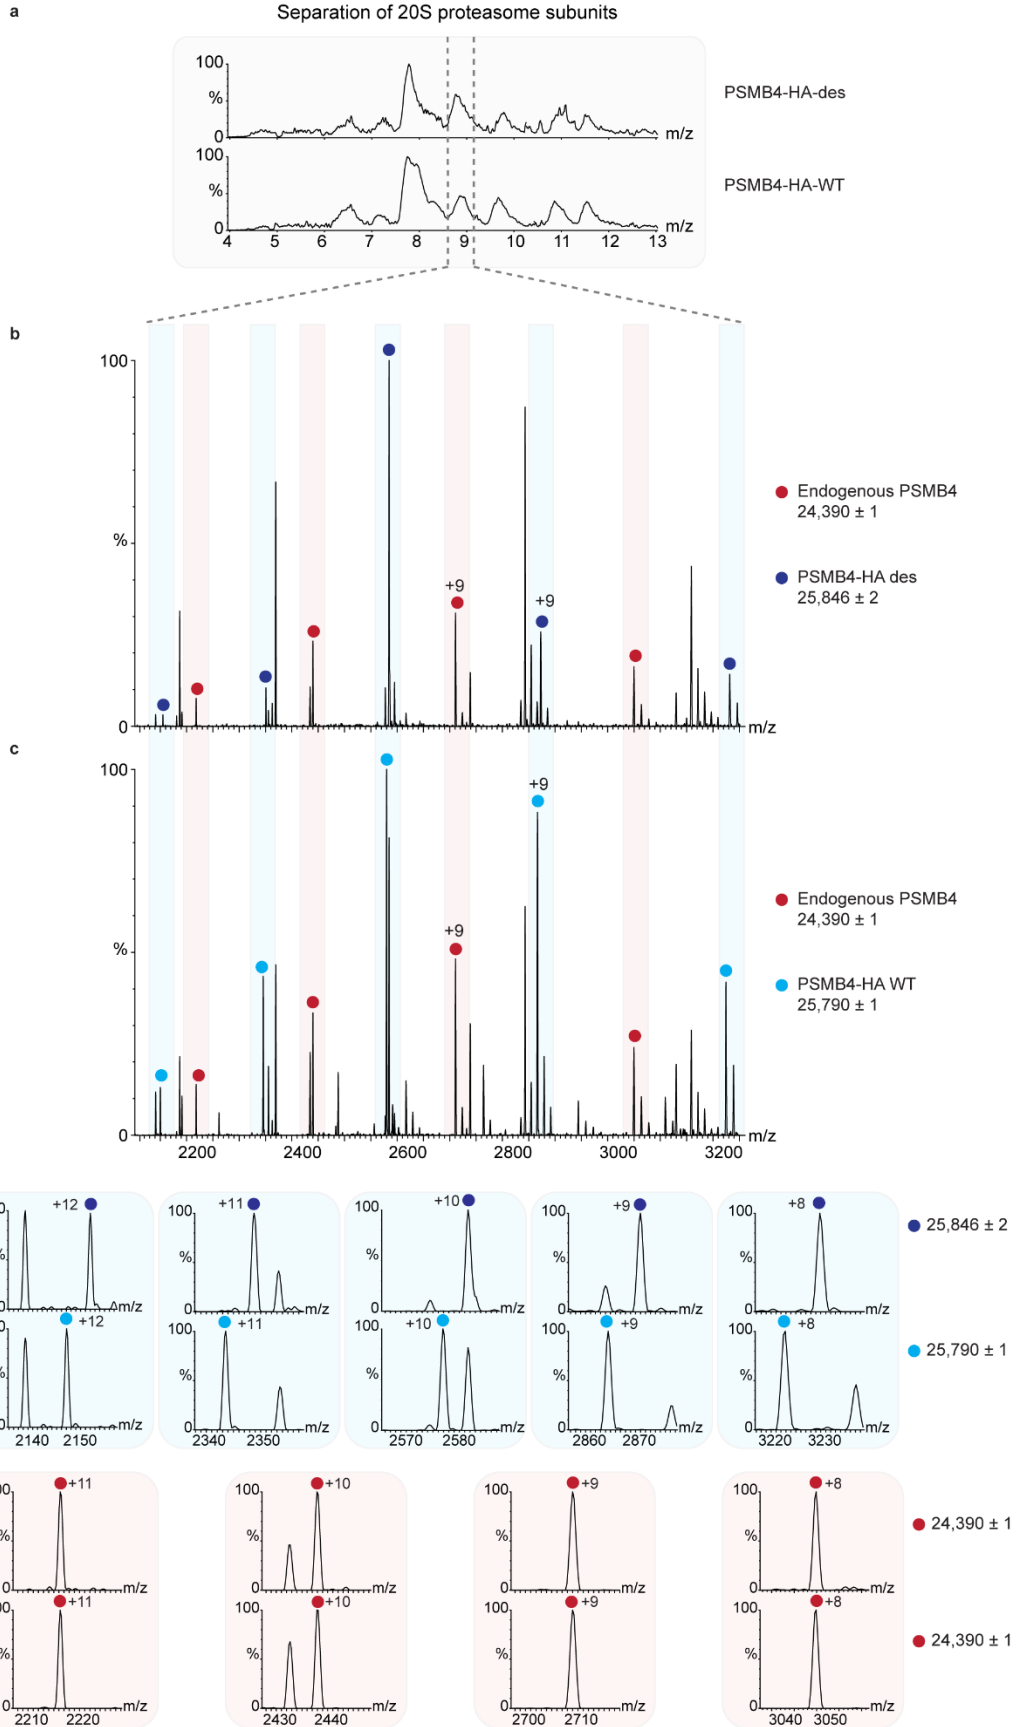 a
Separation of 20S proteasome subunits
100
%
0
m/z
PSMB4-HA-des
100
%
0
m/z
PSMB4-HA-WT
4 5 6 7 8 9 10 11 12 13
b
100
%
0
m/z
+9
+9
Endogenous PSMB4
24,390 ± 1
PSMB4-HA des
25,846 ± 2
c
100
%
0
m/z
+9
+9
2200 2400 2600 2800 3000 3200
Endogenous PSMB4
24,390 ± 1
PSMB4-HA WT
25,790 ± 1
+12 +11 +10 +9 +8
100 100 100 100
% % % %
0 m/z 0 m/z 0 m/z 0 m/z 0 m/z
25,846 ± 2
+12 +11 +10 +9 +8
100 100 100 100
% % % %
0 m/z 0 m/z 0 m/z 0 m/z 0 m/z
2140 2150 2340 2350 2570 2580 2860 2870 3220 3230
25,790 ± 1
+11 +10 +9 +8
100 100 100
% % % %
0 m/z 0 m/z 0 m/z 0 m/z
24,390 ± 1
+11 +10 +9 +8
100 100 100
% % % %
0 m/z 0 m/z 0 m/z 0 m/z
2210 2220 2430 2440 2700 2710 3040 3050
24,390 ± 1